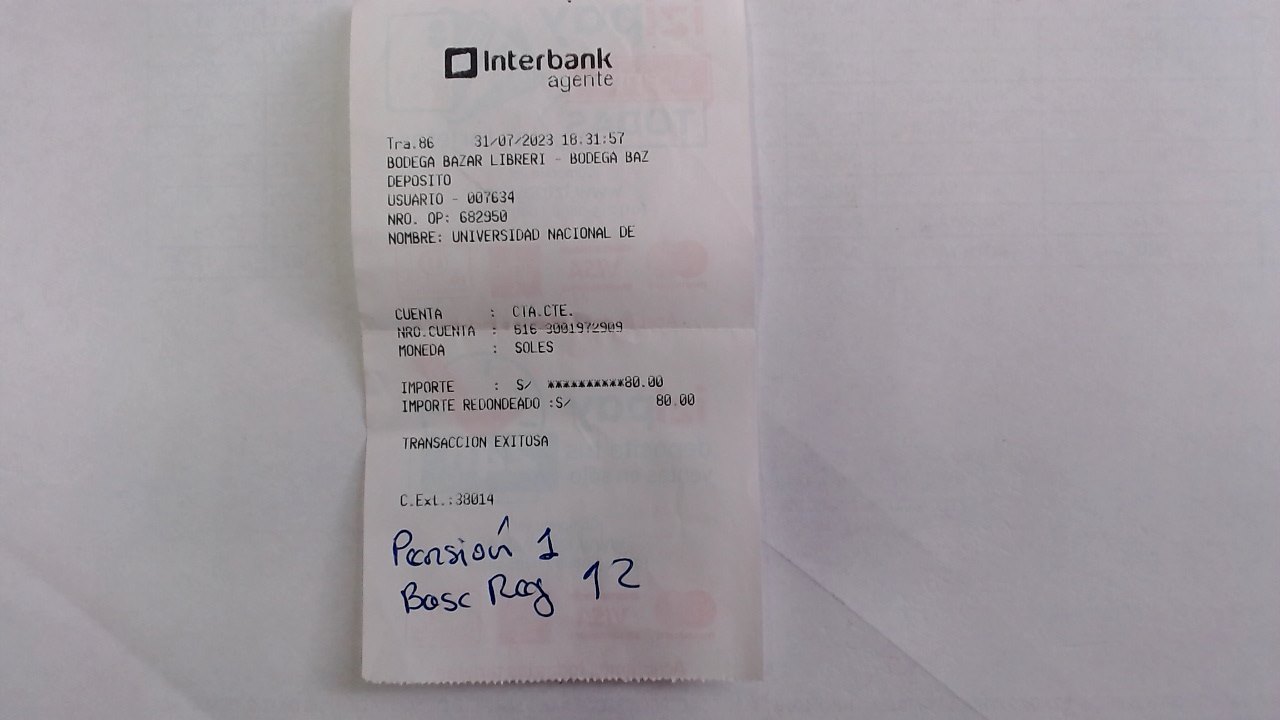 Interbank
agente
Tra.86 31/07/2023 18:31:57
BODEGA BAZAR LIBRERI - BODEGA BAZ
DEPOSITO
USUARIO - 007634
NRO. OP: 682950
NOMBRE: UNIVERSIDAD NACIONAL DE
CUENTA : CTA.CTE.
NRO.CUENTA : 616-3001972909
MONEDA : SOLES
IMPORTE : S/ **********80.00
IMPORTE REDONDEADO :S/ 80.00
TRANSACCION EXITOSA
C.Ext.:38014
Pensión 1
Basc Reg 12